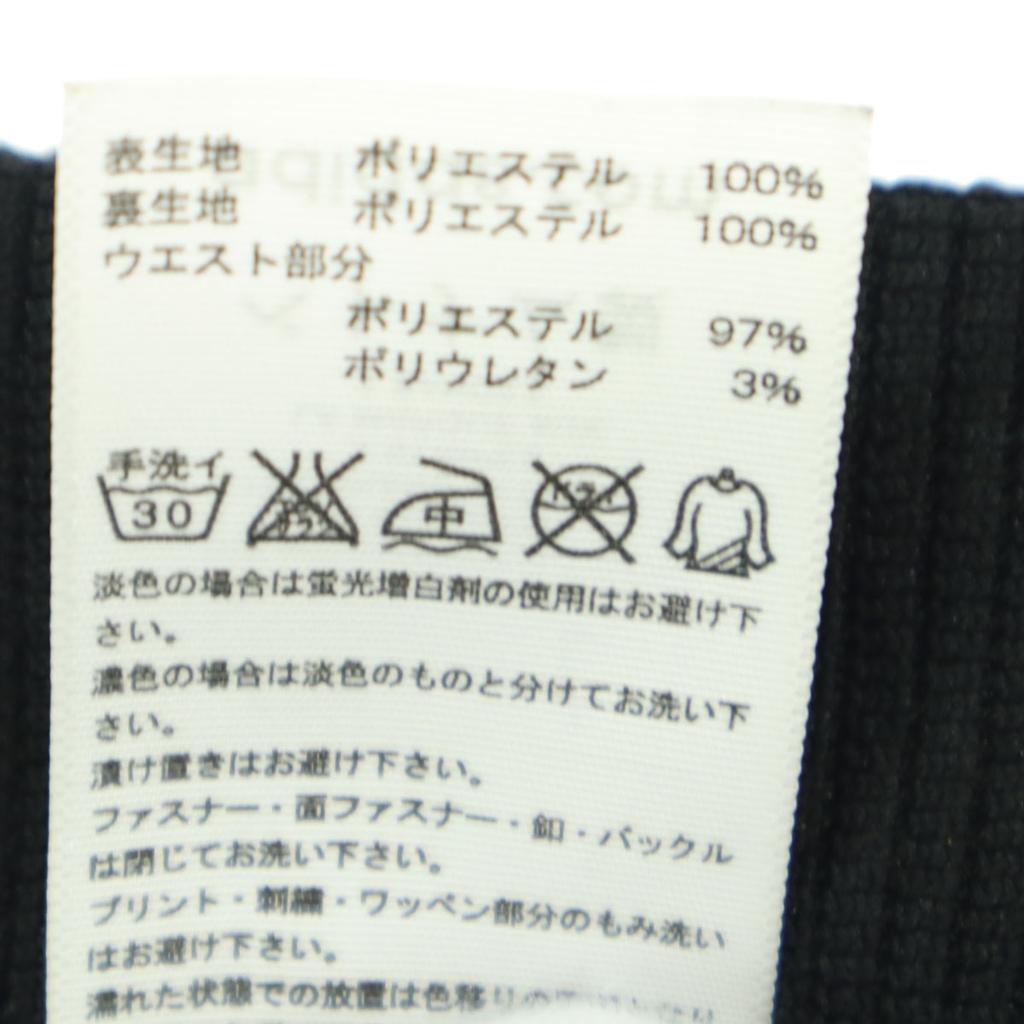 表生地 ポリエステル 100%
裏生地 ポリエステル 100%
ウエスト部分
ポリエステル 97%
ポリウレタン 3%
手洗イ
30
中
淡色の場合は蛍光増白剤の使用はお避け下
さい。
濃色の場合は淡色のものと分けてお洗い下
さい。
漬け置きはお避け下さい。
ファスナー・面ファスナー・釦・バックル
は閉じてお洗い下さい。
プリント・刺繍・ワッペン部分のもみ洗い
はお避け下さい。
濡れた状態での放置は色移りの